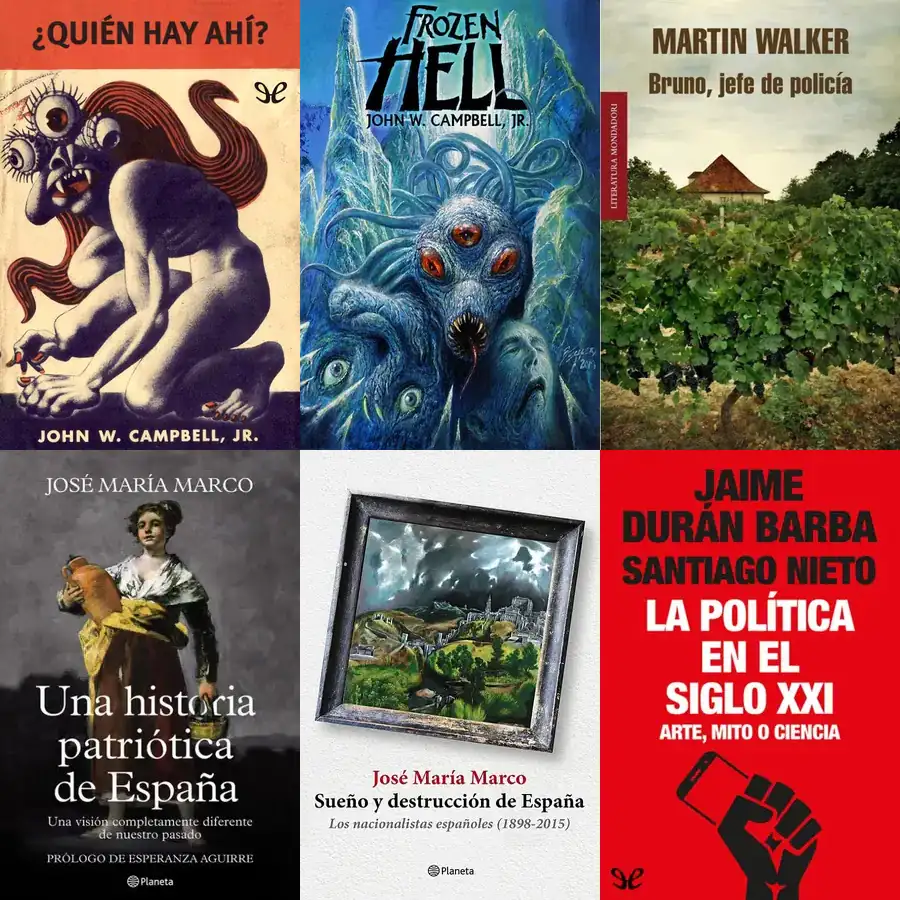 ¿QUIÉN HAY AHÍ?
JOHN W. CAMPBELL, JR.
FROZEN
HELL
JOHN W. CAMPBELL, JR.
MARTIN WALKER
Bruno, jefe de policía
LITERATURA MONDADORI
JOSÉ MARÍA MARCO
Una historia
patriótica
de España
Una visión completamente diferente
de nuestro pasado
PRÓLOGO DE ESPERANZA AGUIRRE
Planeta
José María Marco
Sueño y destrucción de España
Los nacionalistas españoles (1898-2015)
Planeta
JAIME
DURÁN BARBA
SANTIAGO NIETO
LA POLÍTICA
EN EL
SIGLO XXI
ARTE, MITO O CIENCIA